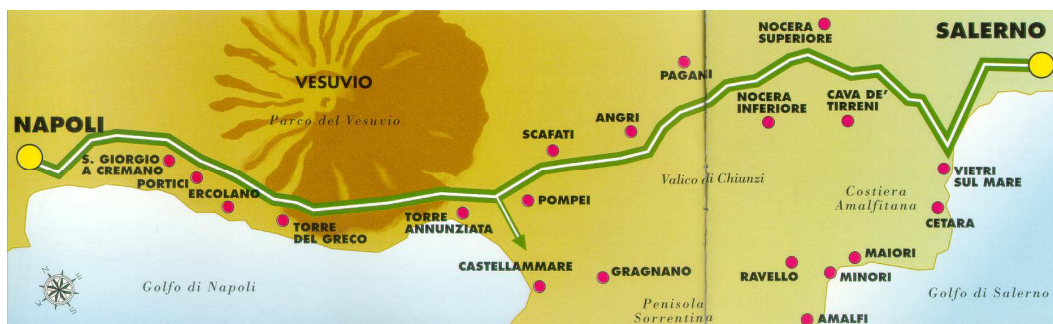 NAPOLI
S. GIORGIO
A CREMANO
PORTICI
ERCOLANO
TORRE
DEL GRECO
VESUVIO
Parco del Vesuvio
TORRE
ANNUNZIATA
SCAFATI
POMPEI
ANGRI
PAGANI
NOCERA
SUPERIORE
NOCERA
INFERIORE
CAVA DE'
TIRRENI
SALERNO
VIETRI
SUL MARE
CETARA
Valico di Chiunzi
Costiera
Amalfitana
CASTELLAMMARE
GRAGNANO
RAVELLO
MAIORI
MINORI
AMALFI
Golfo di Napoli
Penisola
Sorrentina
Golfo di Salerno